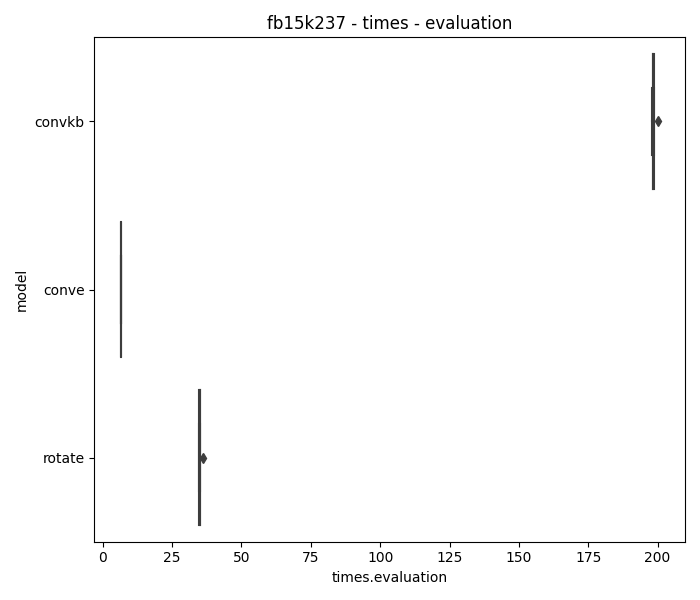 fb15k237 - times - evaluation
convkb
conve
rotate
model
0 25 50 75 100 125 150 175 200
times.evaluation